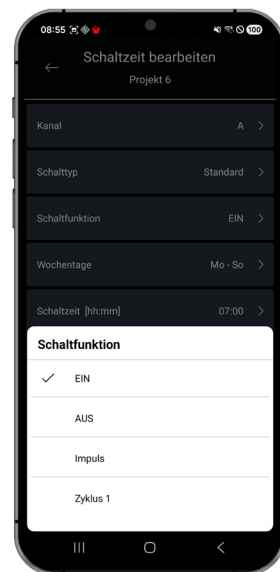 08:55
100
Schaltzeit bearbeiten
Projekt 6
Kanal A
Schalttyp Standard
Schaltfunktion EIN
Wochentage Mo - So
Schaltzeit [hh:mm] 07:00
Schaltfunktion
EIN
AUS
Impuls
Zyklus 1